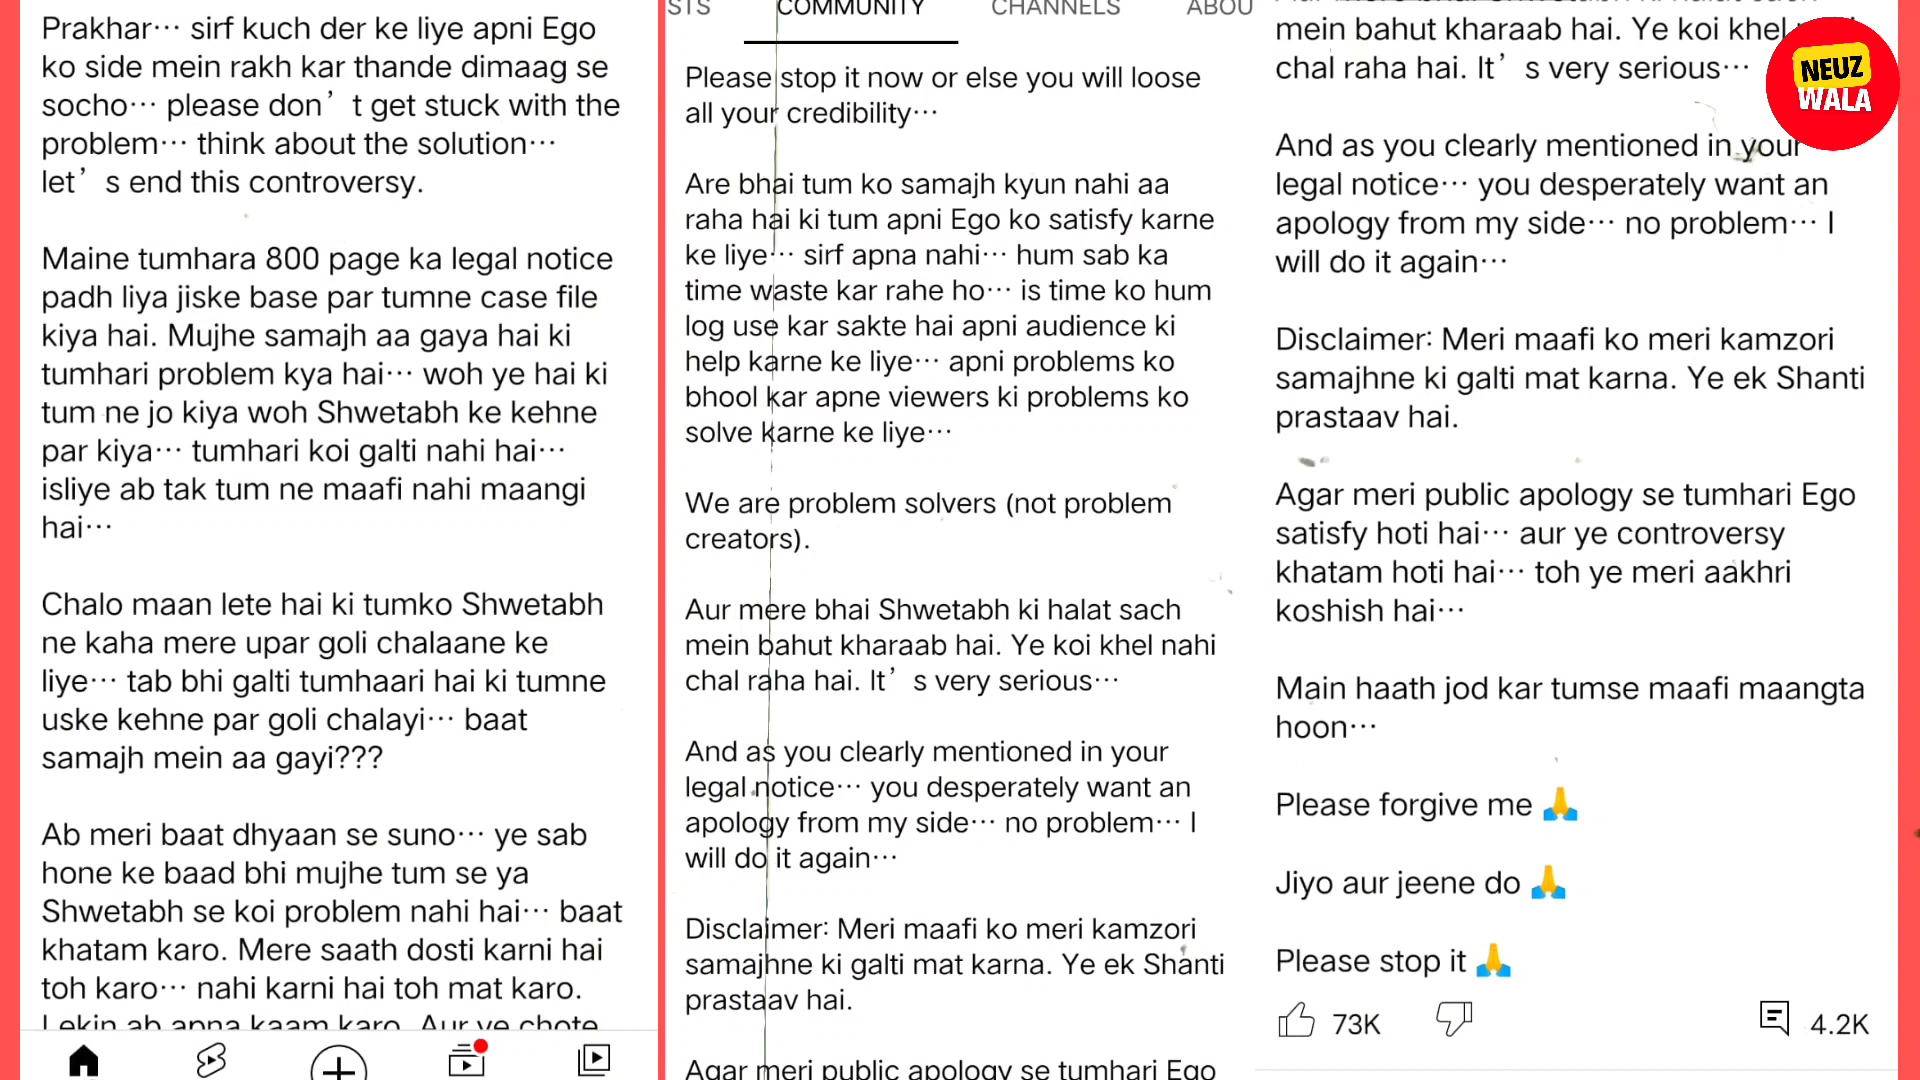 Prakhar··· sirf kuch der ke liye apni Ego
ko side mein rakh kar thande dimaag se
socho··· please don’t get stuck with the
problem··· think about the solution···
let’s end this controversy.
Maine tumhara 800 page ka legal notice
padh liya jiske base par tumne case file
kiya hai. Mujhe samajh aa gaya hai ki
tumhari problem kya hai··· woh ye hai ki
tum ne jo kiya woh Shwetabh ke kehne
par kiya··· tumhari koi galti nahi hai···
isliye ab tak tum ne maafi nahi maangi
hai···
Chalo maan lete hai ki tumko Shwetabh
ne kaha mere upar goli chalaane ke
liye··· tab bhi galti tumhaari hai ki tumne
uske kehne par goli chalayi··· baat
samajh mein aa gayi???
Ab meri baat dhyaan se suno··· ye sab
hone ke baad bhi mujhe tum se ya
Shwetabh se koi problem nahi hai··· baat
khatam karo. Mere saath dosti karni hai
toh karo··· nahi karni hai toh mat karo.
Lekin ab apna kaam karo. Aur ye chote
STS COMMUNITY CHANNELS ABOU
Please stop it now or else you will loose
all your credibility···
Are bhai tum ko samajh kyun nahi aa
raha hai ki tum apni Ego ko satisfy karne
ke liye··· sirf apna nahi··· hum sab ka
time waste kar rahe ho··· is time ko hum
log use kar sakte hai apni audience ki
help karne ke liye··· apni problems ko
bhool kar apne viewers ki problems ko
solve karne ke liye···
We are problem solvers (not problem
creators).
Aur mere bhai Shwetabh ki halat sach
mein bahut kharaab hai. Ye koi khel nahi
chal raha hai. It’s very serious···
And as you clearly mentioned in your
legal notice··· you desperately want an
apology from my side··· no problem··· I
will do it again···
Disclaimer: Meri maafi ko meri kamzori
samajhne ki galti mat karna. Ye ek Shanti
prastaav hai.
Agar meri public apology se tumhari Ego
mein bahut kharaab hai. Ye koi khel
chal raha hai. It’s very serious···
And as you clearly mentioned in your
legal notice··· you desperately want an
apology from my side··· no problem··· I
will do it again···
Disclaimer: Meri maafi ko meri kamzori
samajhne ki galti mat karna. Ye ek Shanti
prastaav hai.
Agar meri public apology se tumhari Ego
satisfy hoti hai··· aur ye controversy
khatam hoti hai··· toh ye meri aakhri
koshish hai···
Main haath jod kar tumse maafi maangta
hoon···
Please forgive me 🙏
Jiyo aur jeene do 🙏
Please stop it 🙏
73K 4.2K
NEUZ
WALA